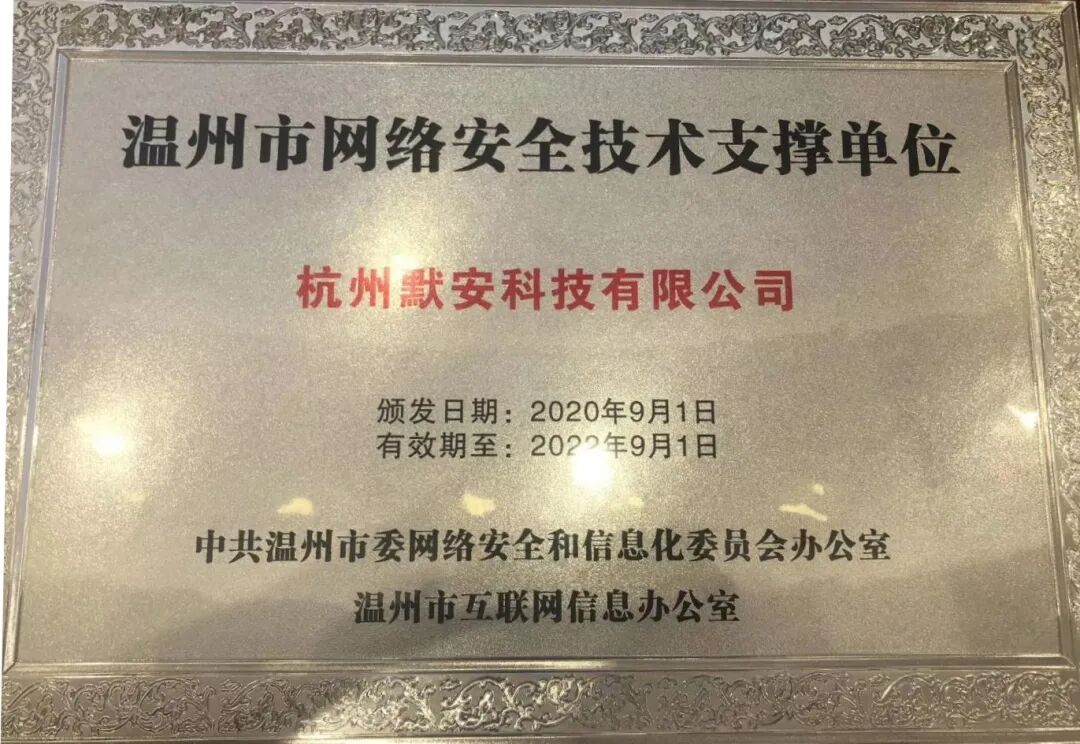 温州市网络安全技术支撑单位
杭州默安科技有限公司
颁发日期：2020年9月1日
有效期至：2022年9月1日
中共温州市委网络安全和信息化委员会办公室
温州市互联网信息办公室